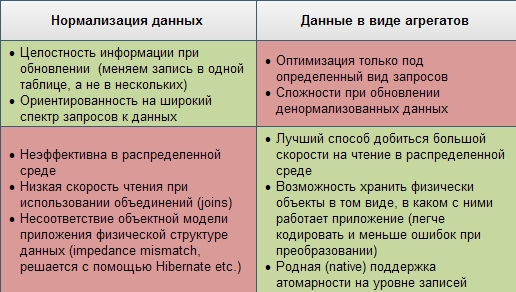 Нормализация данных
Данные в виде агрегатов
• Целостность информации при
обновлении (меняем запись в одной
таблице, а не в нескольких)
• Ориентированность на широкий
спектр запросов к данных
• Оптимизация только под
определенный вид запросов
• Сложности при обновлении
денормализованных данных
• Неэффективна в распределенной
среде
• Низкая скорость чтения при
использовании объединений (joins)
• Несоответствие объектной модели
приложения физической структуре
данных (impedance mismatch,
решается с помощью Hibernate etc.)
• Лучший способ добиться большой
скорости на чтение в распределенной
среде
• Возможность хранить физически
объекты в том виде, в каком с ними
работает приложение (легче
кодировать и меньше ошибок при
преобразовании)
• Родная (native) поддержка
атомарности на уровне записей